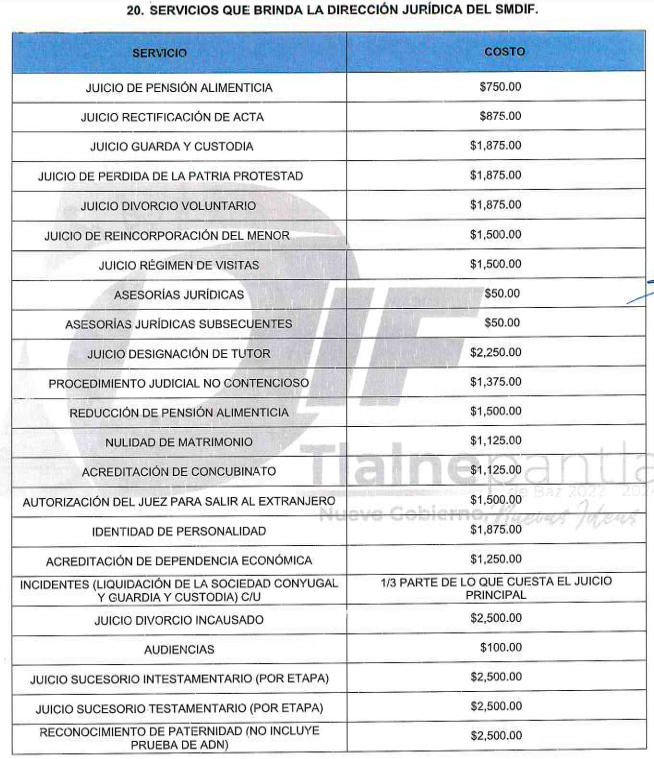 20. SERVICIOS QUE BRINDA LA DIRECCIÓN JURÍDICA DEL SMDIF.
SERVICIO COSTO
JUICIO DE PENSIÓN ALIMENTICIA $750.00
JUICIO RECTIFICACIÓN DE ACTA $875.00
JUICIO GUARDA Y CUSTODIA $1,875.00
JUICIO DE PERDIDA DE LA PATRIA PROTESTAD $1,875.00
JUICIO DIVORCIO VOLUNTARIO $1,875.00
JUICIO DE REINCORPORACIÓN DEL MENOR $1,500.00
JUICIO RÉGIMEN DE VISITAS $1,500.00
ASESORÍAS JURÍDICAS $50.00
ASESORÍAS JURÍDICAS SUBSECUENTES $50.00
JUICIO DESIGNACIÓN DE TUTOR $2,250.00
PROCEDIMIENTO JUDICIAL NO CONTENCIOSO $1,375.00
REDUCCIÓN DE PENSIÓN ALIMENTICIA $1,500.00
NULIDAD DE MATRIMONIO $1,125.00
ACREDITACIÓN DE CONCUBINATO $1,125.00
AUTORIZACIÓN DEL JUEZ PARA SALIR AL EXTRANJERO $1,500.00
IDENTIDAD DE PERSONALIDAD $1,875.00
ACREDITACIÓN DE DEPENDENCIA ECONÓMICA $1,250.00
INCIDENTES (LIQUIDACIÓN DE LA SOCIEDAD CONYUGAL
Y GUARDIA Y CUSTODIA) C/U
1/3 PARTE DE LO QUE CUESTA EL JUICIO
PRINCIPAL
JUICIO DIVORCIO INCAUSADO $2,500.00
AUDIENCIAS $100.00
JUICIO SUCESORIO INTESTAMENTARIO (POR ETAPA) $2,500.00
JUICIO SUCESORIO TESTAMENTARIO (POR ETAPA) $2,500.00
RECONOCIMIENTO DE PATERNIDAD (NO INCLUYE
PRUEBA DE ADN)
$2,500.00
DIF
Tlalnepantla
de Baz 2022
Nuevo Gobierno, Nuevas Ideas